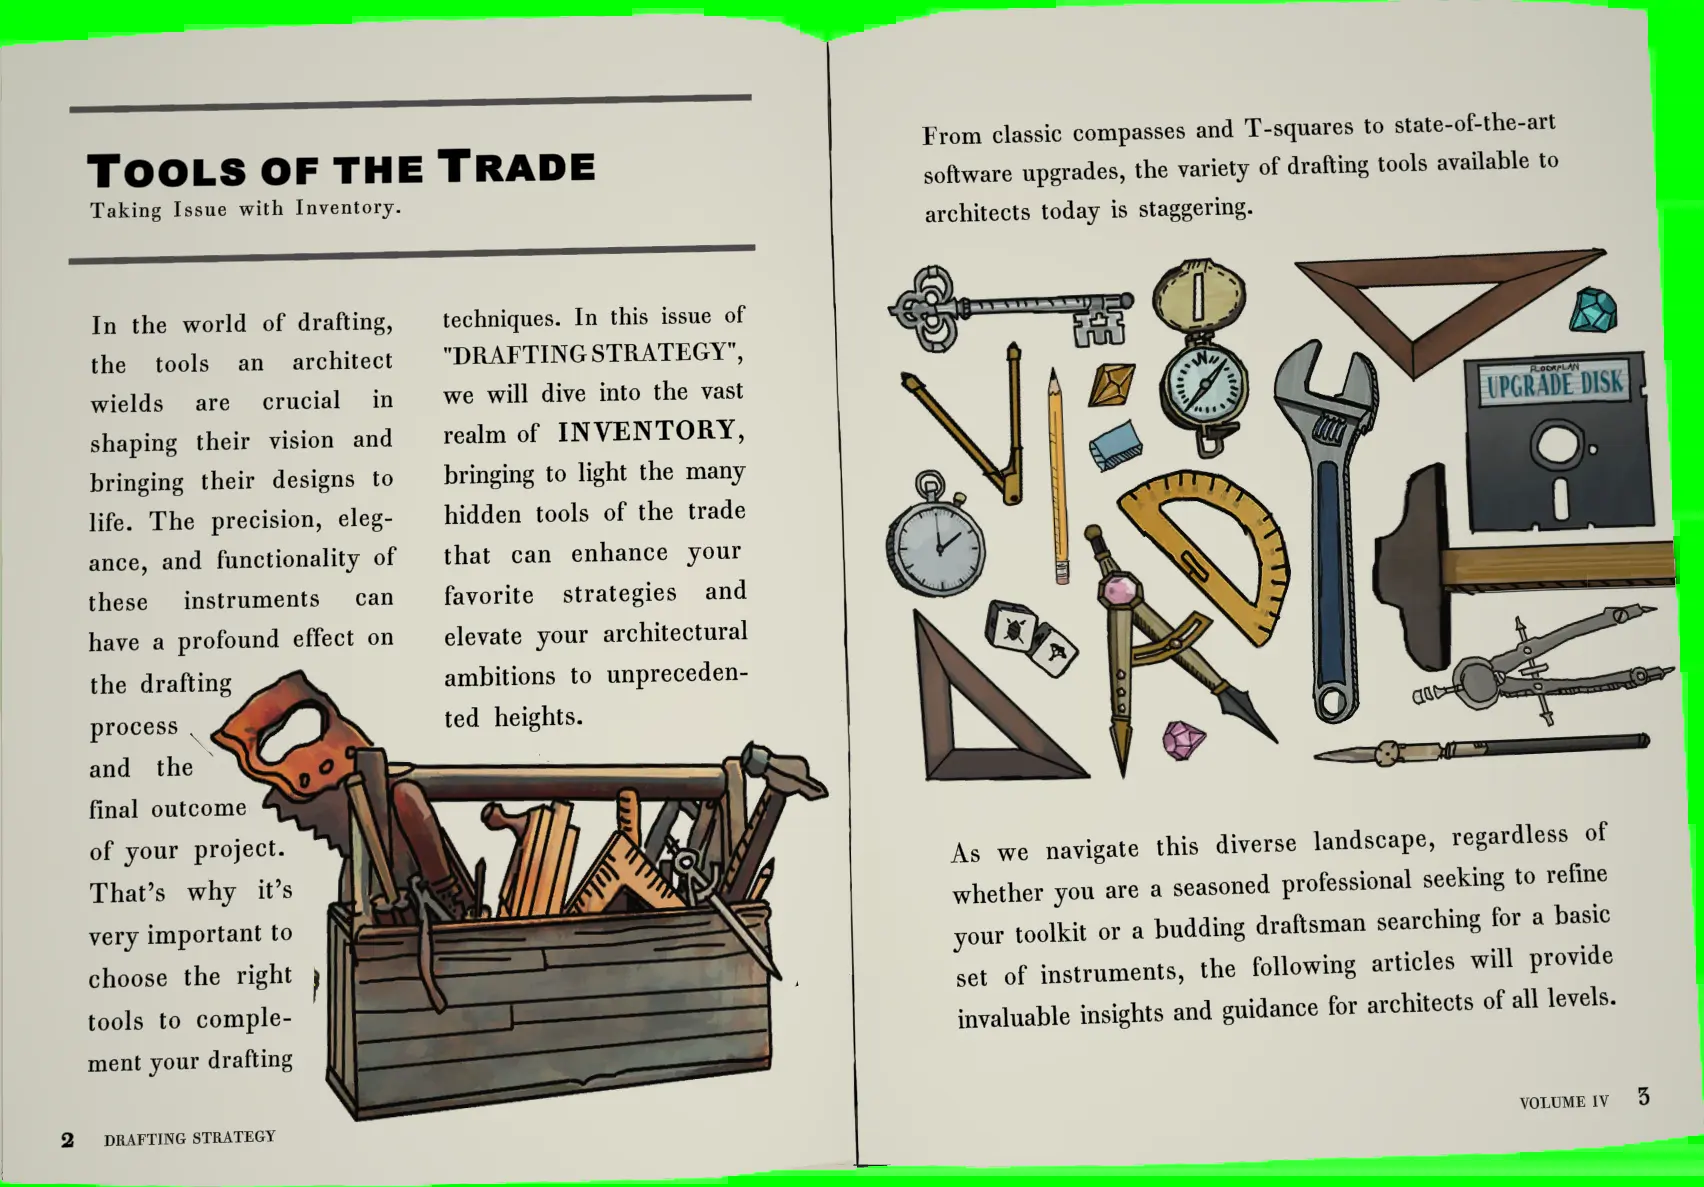 TOOLS OF THE TRADE
Taking Issue with Inventory.
In the world of drafting,
the tools an architect
wields are crucial in
shaping their vision and
bringing their designs to
life. The precision, eleg-
ance, and functionality of
these instruments can
have a profound effect on
the drafting
process
and the
final outcome
of your project.
That's why it's
very important to
choose the right
tools to comple-
ment your drafting
techniques. In this issue of
"DRAFTING STRATEGY",
we will dive into the vast
realm of INVENTORY,
bringing to light the many
hidden tools of the trade
that can enhance your
favorite strategies and
elevate your architectural
ambitions to unpreceden-
ted heights.
2 DRAFTING STRATEGY
From classic compasses and T-squares to state-of-the-art
software upgrades, the variety of drafting tools available to
architects today is staggering.
N
FLOORPLAN
UPGRADE DISK
As we navigate this diverse landscape, regardless of
whether you are a seasoned professional seeking to refine
your toolkit or a budding draftsman searching for a basic
set of instruments, the following articles will provide
invaluable insights and guidance for architects of all levels.
VOLUME IV 3